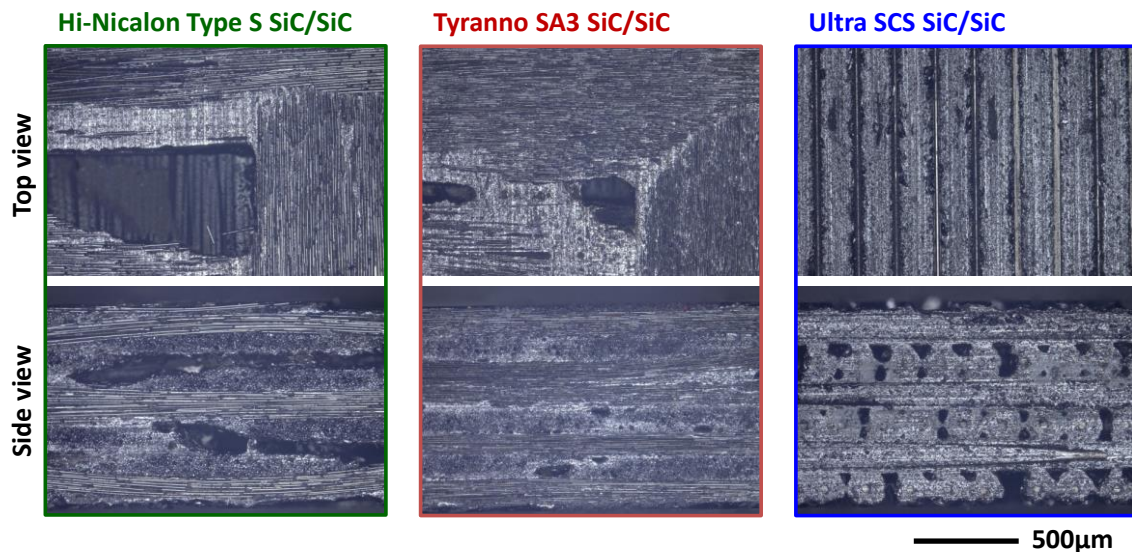 Hi-Nicalon Type S SiC/SiC
Tyranno SA3 SiC/SiC
Ultra SCS SiC/SiC
Top view
Side view
500μm